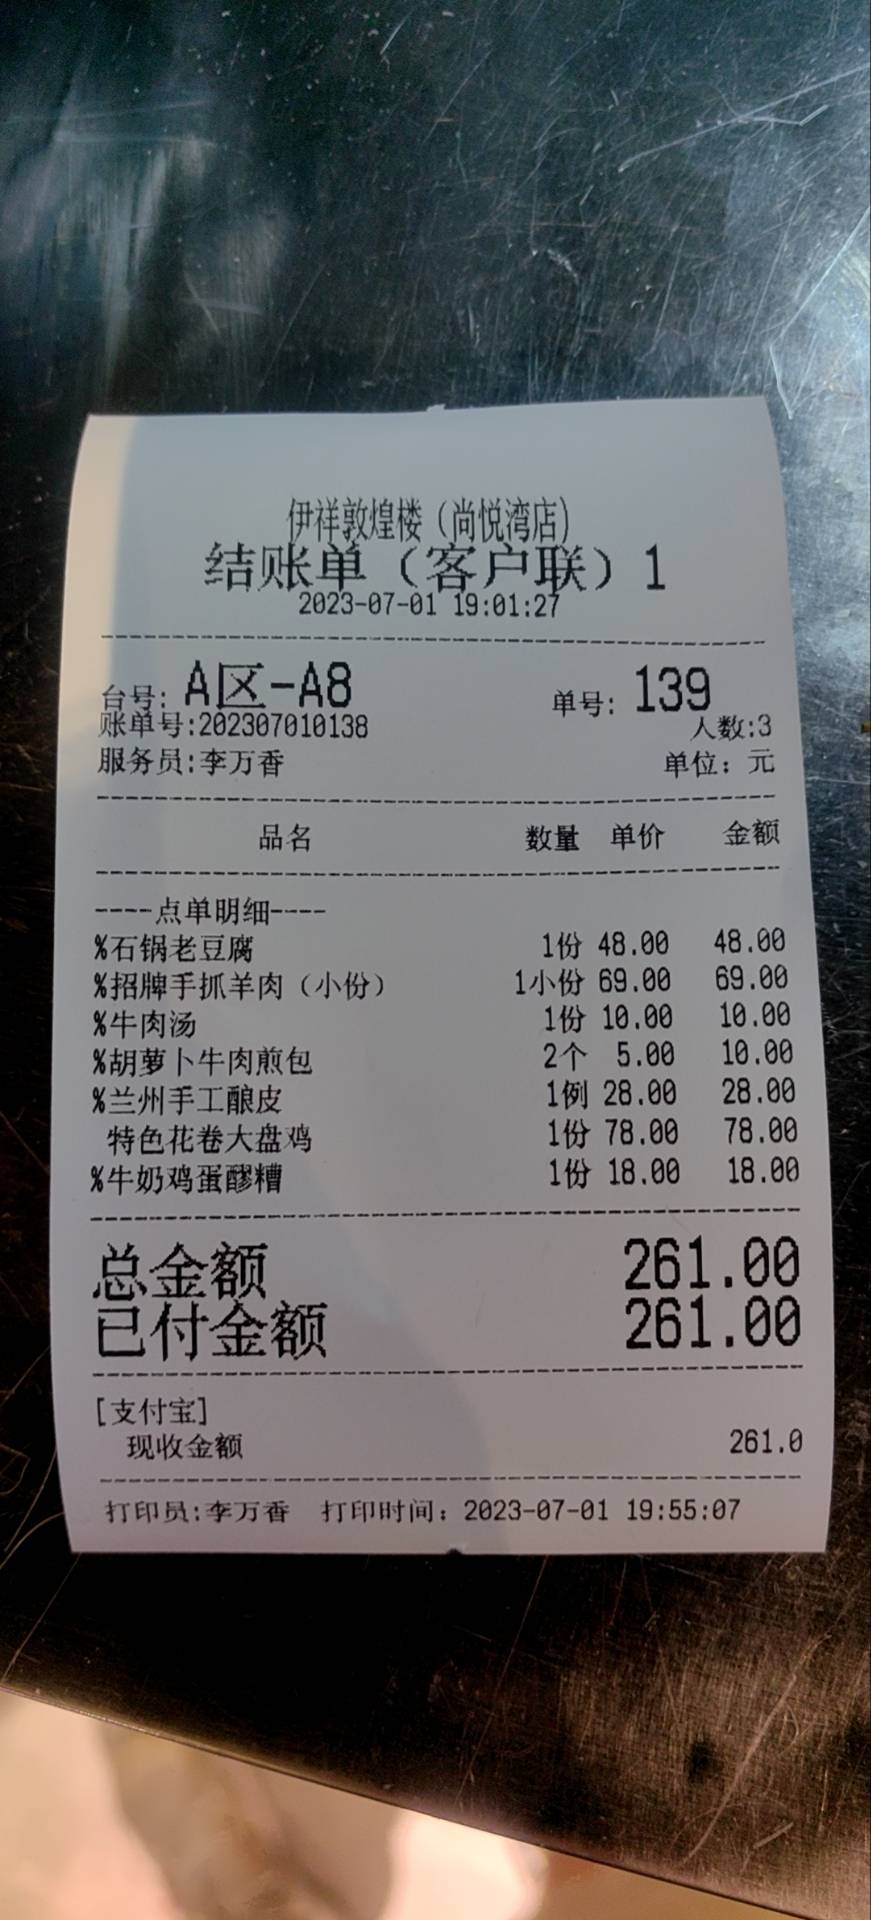 伊祥敦煌楼（尚悦湾店）
结账单（客户联）1
2023-07-01 19:01:27
台号: A区-A8 单号: 139
账单号:202307010138 人数:3
服务员:李万香 单位: 元
品名 数量 单价 金额
----点单明细----
%石锅老豆腐 1份 48.00 48.00
%招牌手抓羊肉（小份） 1小份 69.00 69.00
%牛肉汤 1份 10.00 10.00
%胡萝卜牛肉煎包 2个 5.00 10.00
%兰州手工酿皮 1例 28.00 28.00
特色花卷大盘鸡 1份 78.00 78.00
%牛奶鸡蛋醪糟 1份 18.00 18.00
总金额 261.00
已付金额 261.00
[支付宝]
现收金额 261.0
打印员:李万香 打印时间: 2023-07-01 19:55:07